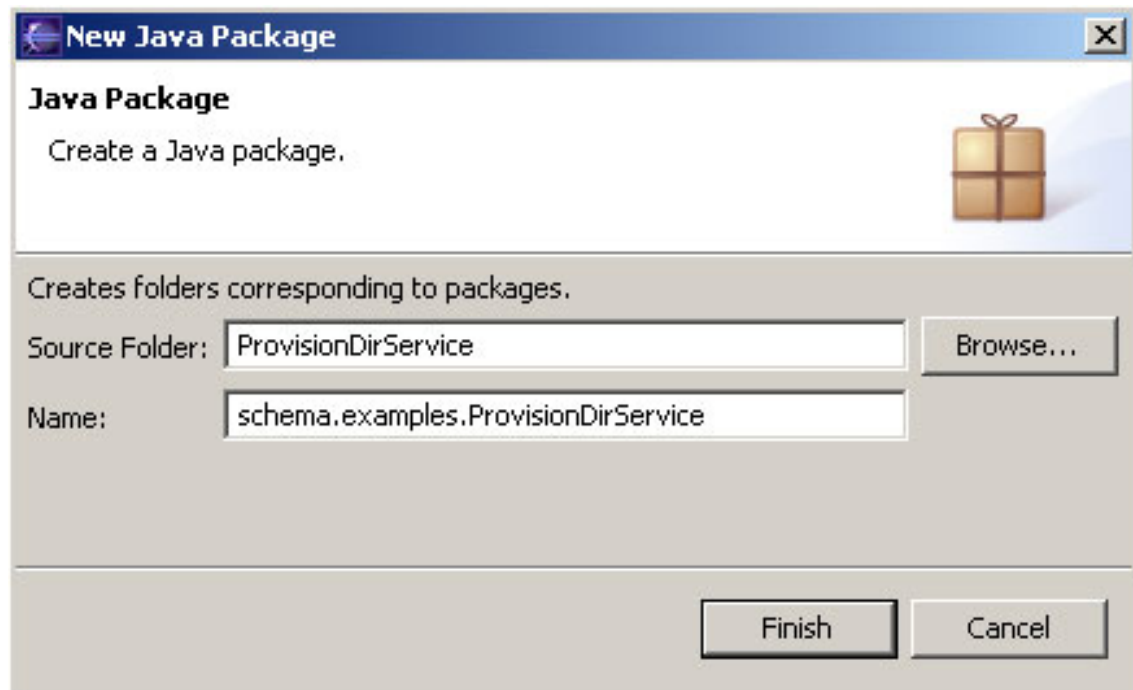 New Java Package
Java Package
Create a Java package.
Creates folders corresponding to packages.
Source Folder: ProvisionDirService Browse...
Name: schema.examples.ProvisionDirService
Finish Cancel